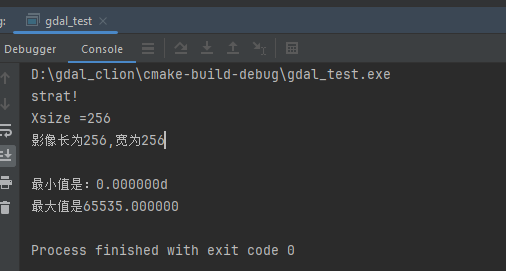 g:
gdal_test ×
Debugger Console
D:\gdal_clion\cmake-build-debug\gdal_test.exe
strat!
Xsize =256
影像长为256,宽为256
最小值是：0.000000d
最大值是65535.000000
Process finished with exit code 0